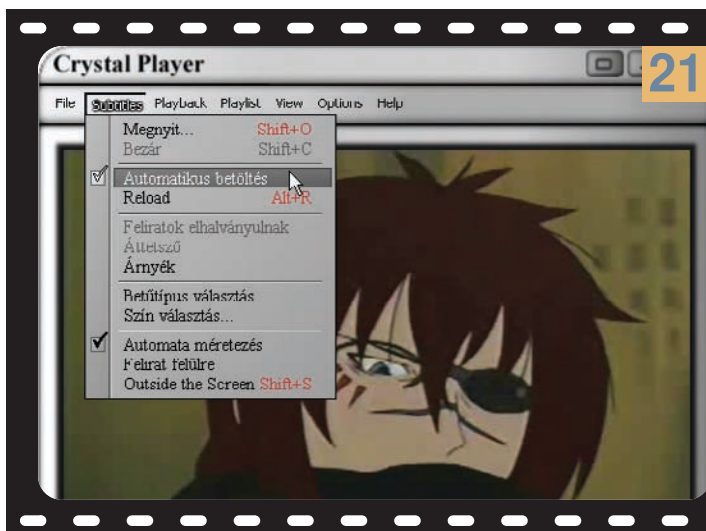 Crystal Player
21
File Subtitles Playback Playlist View Options Help
Megnyit... Shift+O
Bezár Shift+C
Automatikus betöltés
Reload Alt+R
Feliratok elhalványulnak
Áttetsző
Árnyék
Betűtípus választás
Szín választás...
Automata méretezés
Felirat felülre
Outside the Screen Shift+S